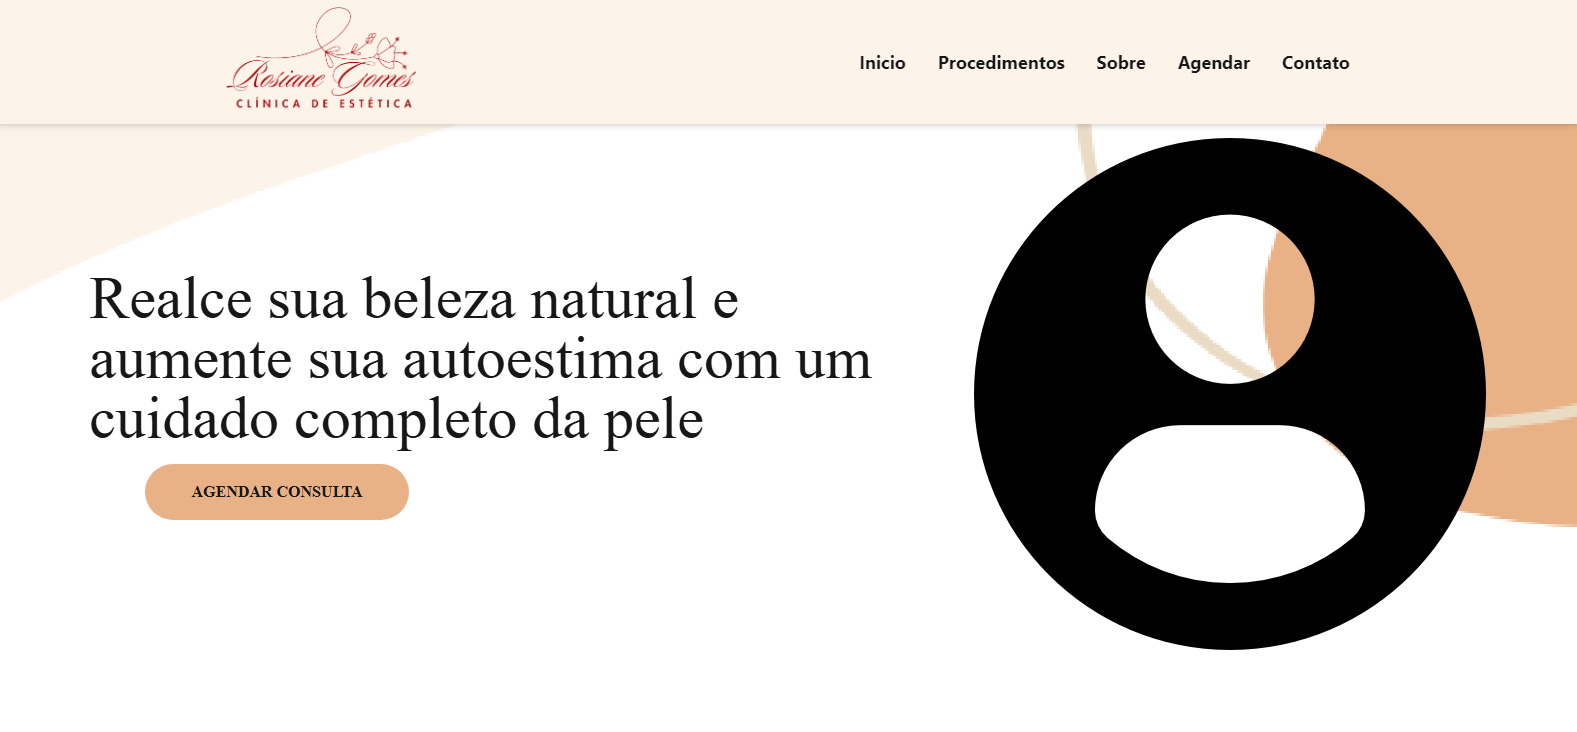 Rosiane Gomes
CLÍNICA DE ESTÉTICA
Inicio Procedimentos Sobre Agendar Contato
Realce sua beleza natural e
aumente sua autoestima com um
cuidado completo da pele
AGENDAR CONSULTA